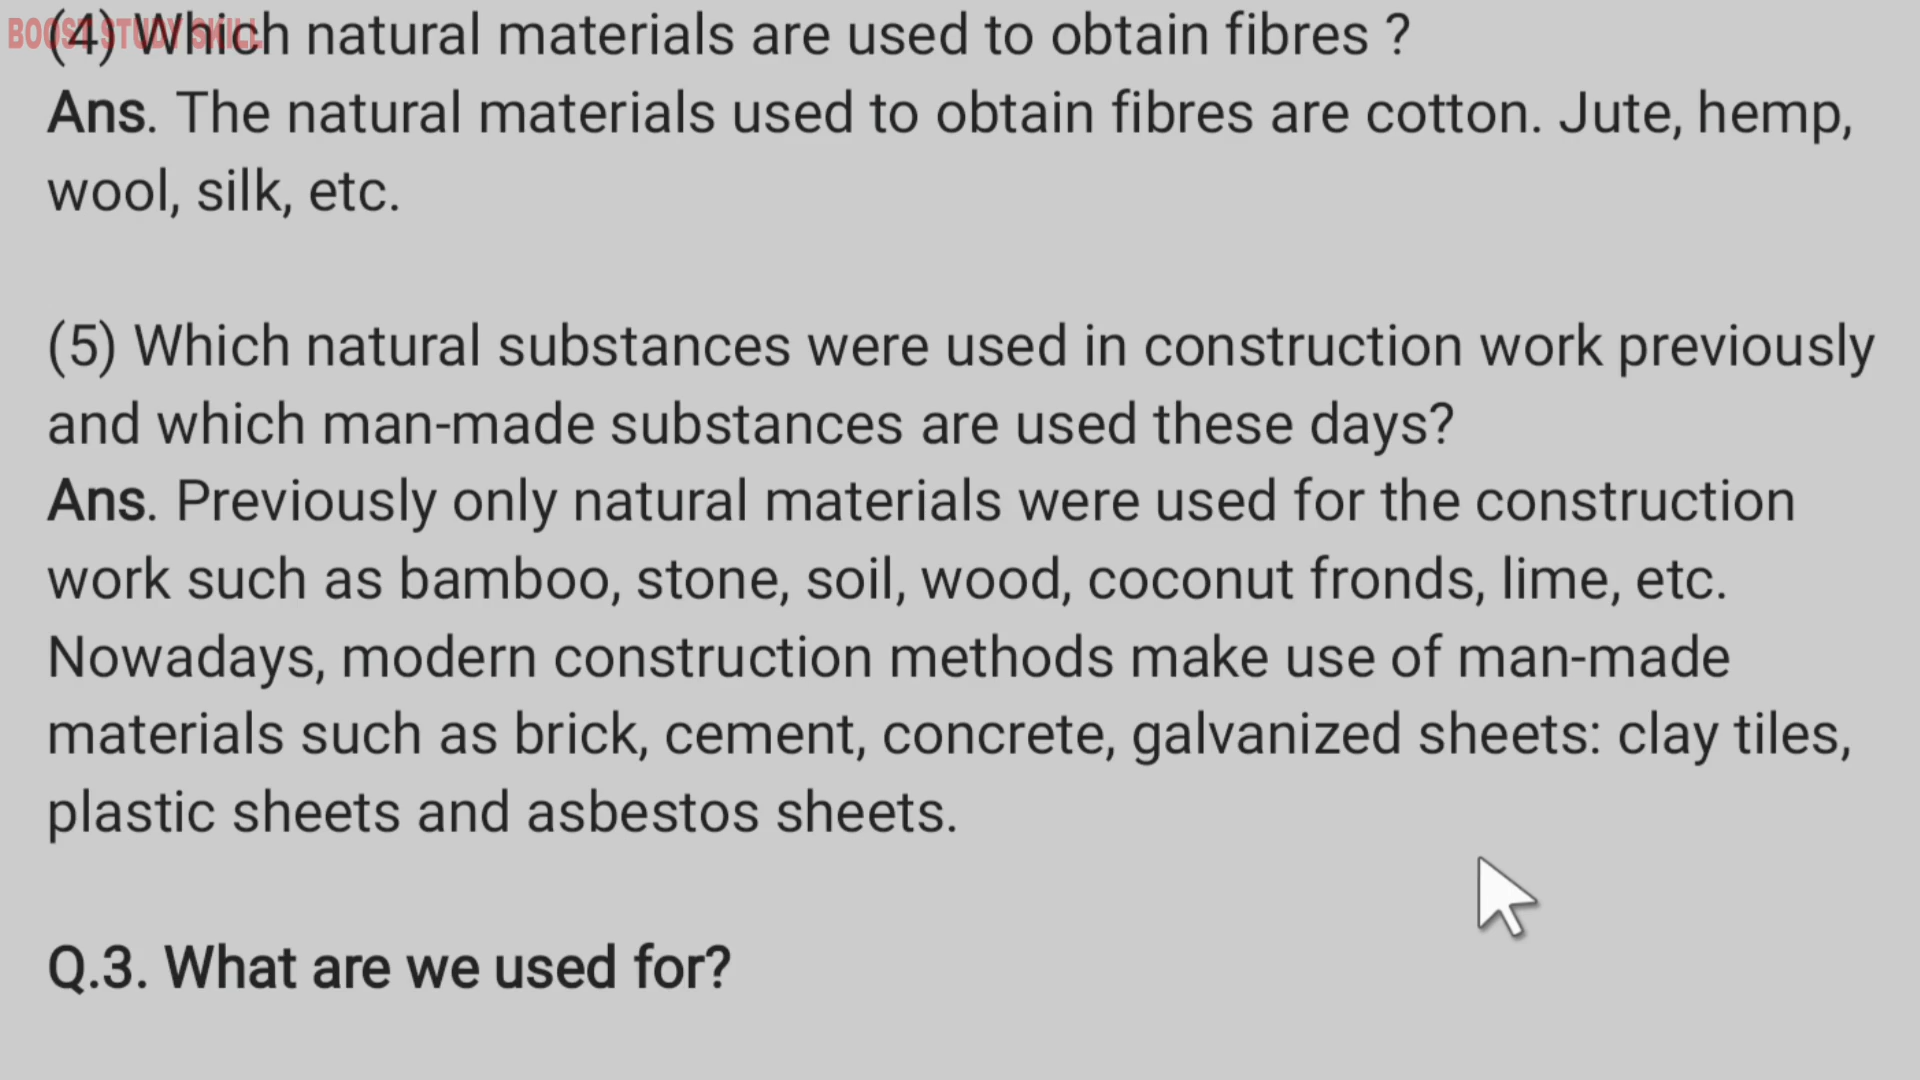 BOOST STUDY SKILL
(4) Which natural materials are used to obtain fibres ?
Ans. The natural materials used to obtain fibres are cotton. Jute, hemp,
wool, silk, etc.
(5) Which natural substances were used in construction work previously
and which man-made substances are used these days?
Ans. Previously only natural materials were used for the construction
work such as bamboo, stone, soil, wood, coconut fronds, lime, etc.
Nowadays, modern construction methods make use of man-made
materials such as brick, cement, concrete, galvanized sheets: clay tiles,
plastic sheets and asbestos sheets.
Q.3. What are we used for?